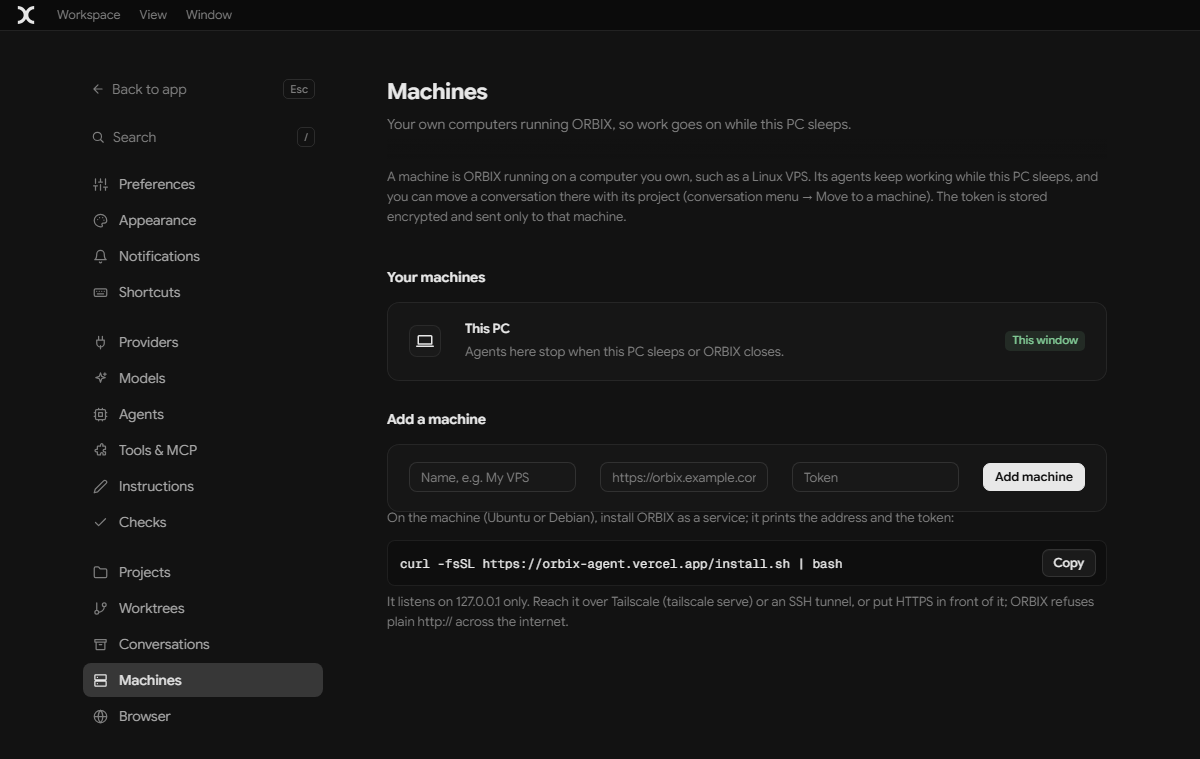 Workspace View Window
Back to app Esc
Search /
Preferences
Appearance
Notifications
Shortcuts
Providers
Models
Agents
Tools & MCP
Instructions
Checks
Projects
Worktrees
Conversations
Machines
Browser
Machines
Your own computers running ORBIX, so work goes on while this PC sleeps.
A machine is ORBIX running on a computer you own, such as a Linux VPS. Its agents keep working while this PC sleeps, and
you can move a conversation there with its project (conversation menu → Move to a machine). The token is stored
encrypted and sent only to that machine.
Your machines
This PC
Agents here stop when this PC sleeps or ORBIX closes.
This window
Add a machine
Name, e.g. My VPS https://orbix.example.cor Token Add machine
On the machine (Ubuntu or Debian), install ORBIX as a service; it prints the address and the token:
curl -fsSL https://orbix-agent.vercel.app/install.sh | bash Copy
It listens on 127.0.0.1 only. Reach it over Tailscale (tailscale serve) or an SSH tunnel, or put HTTPS in front of it; ORBIX refuses
plain http:// across the internet.